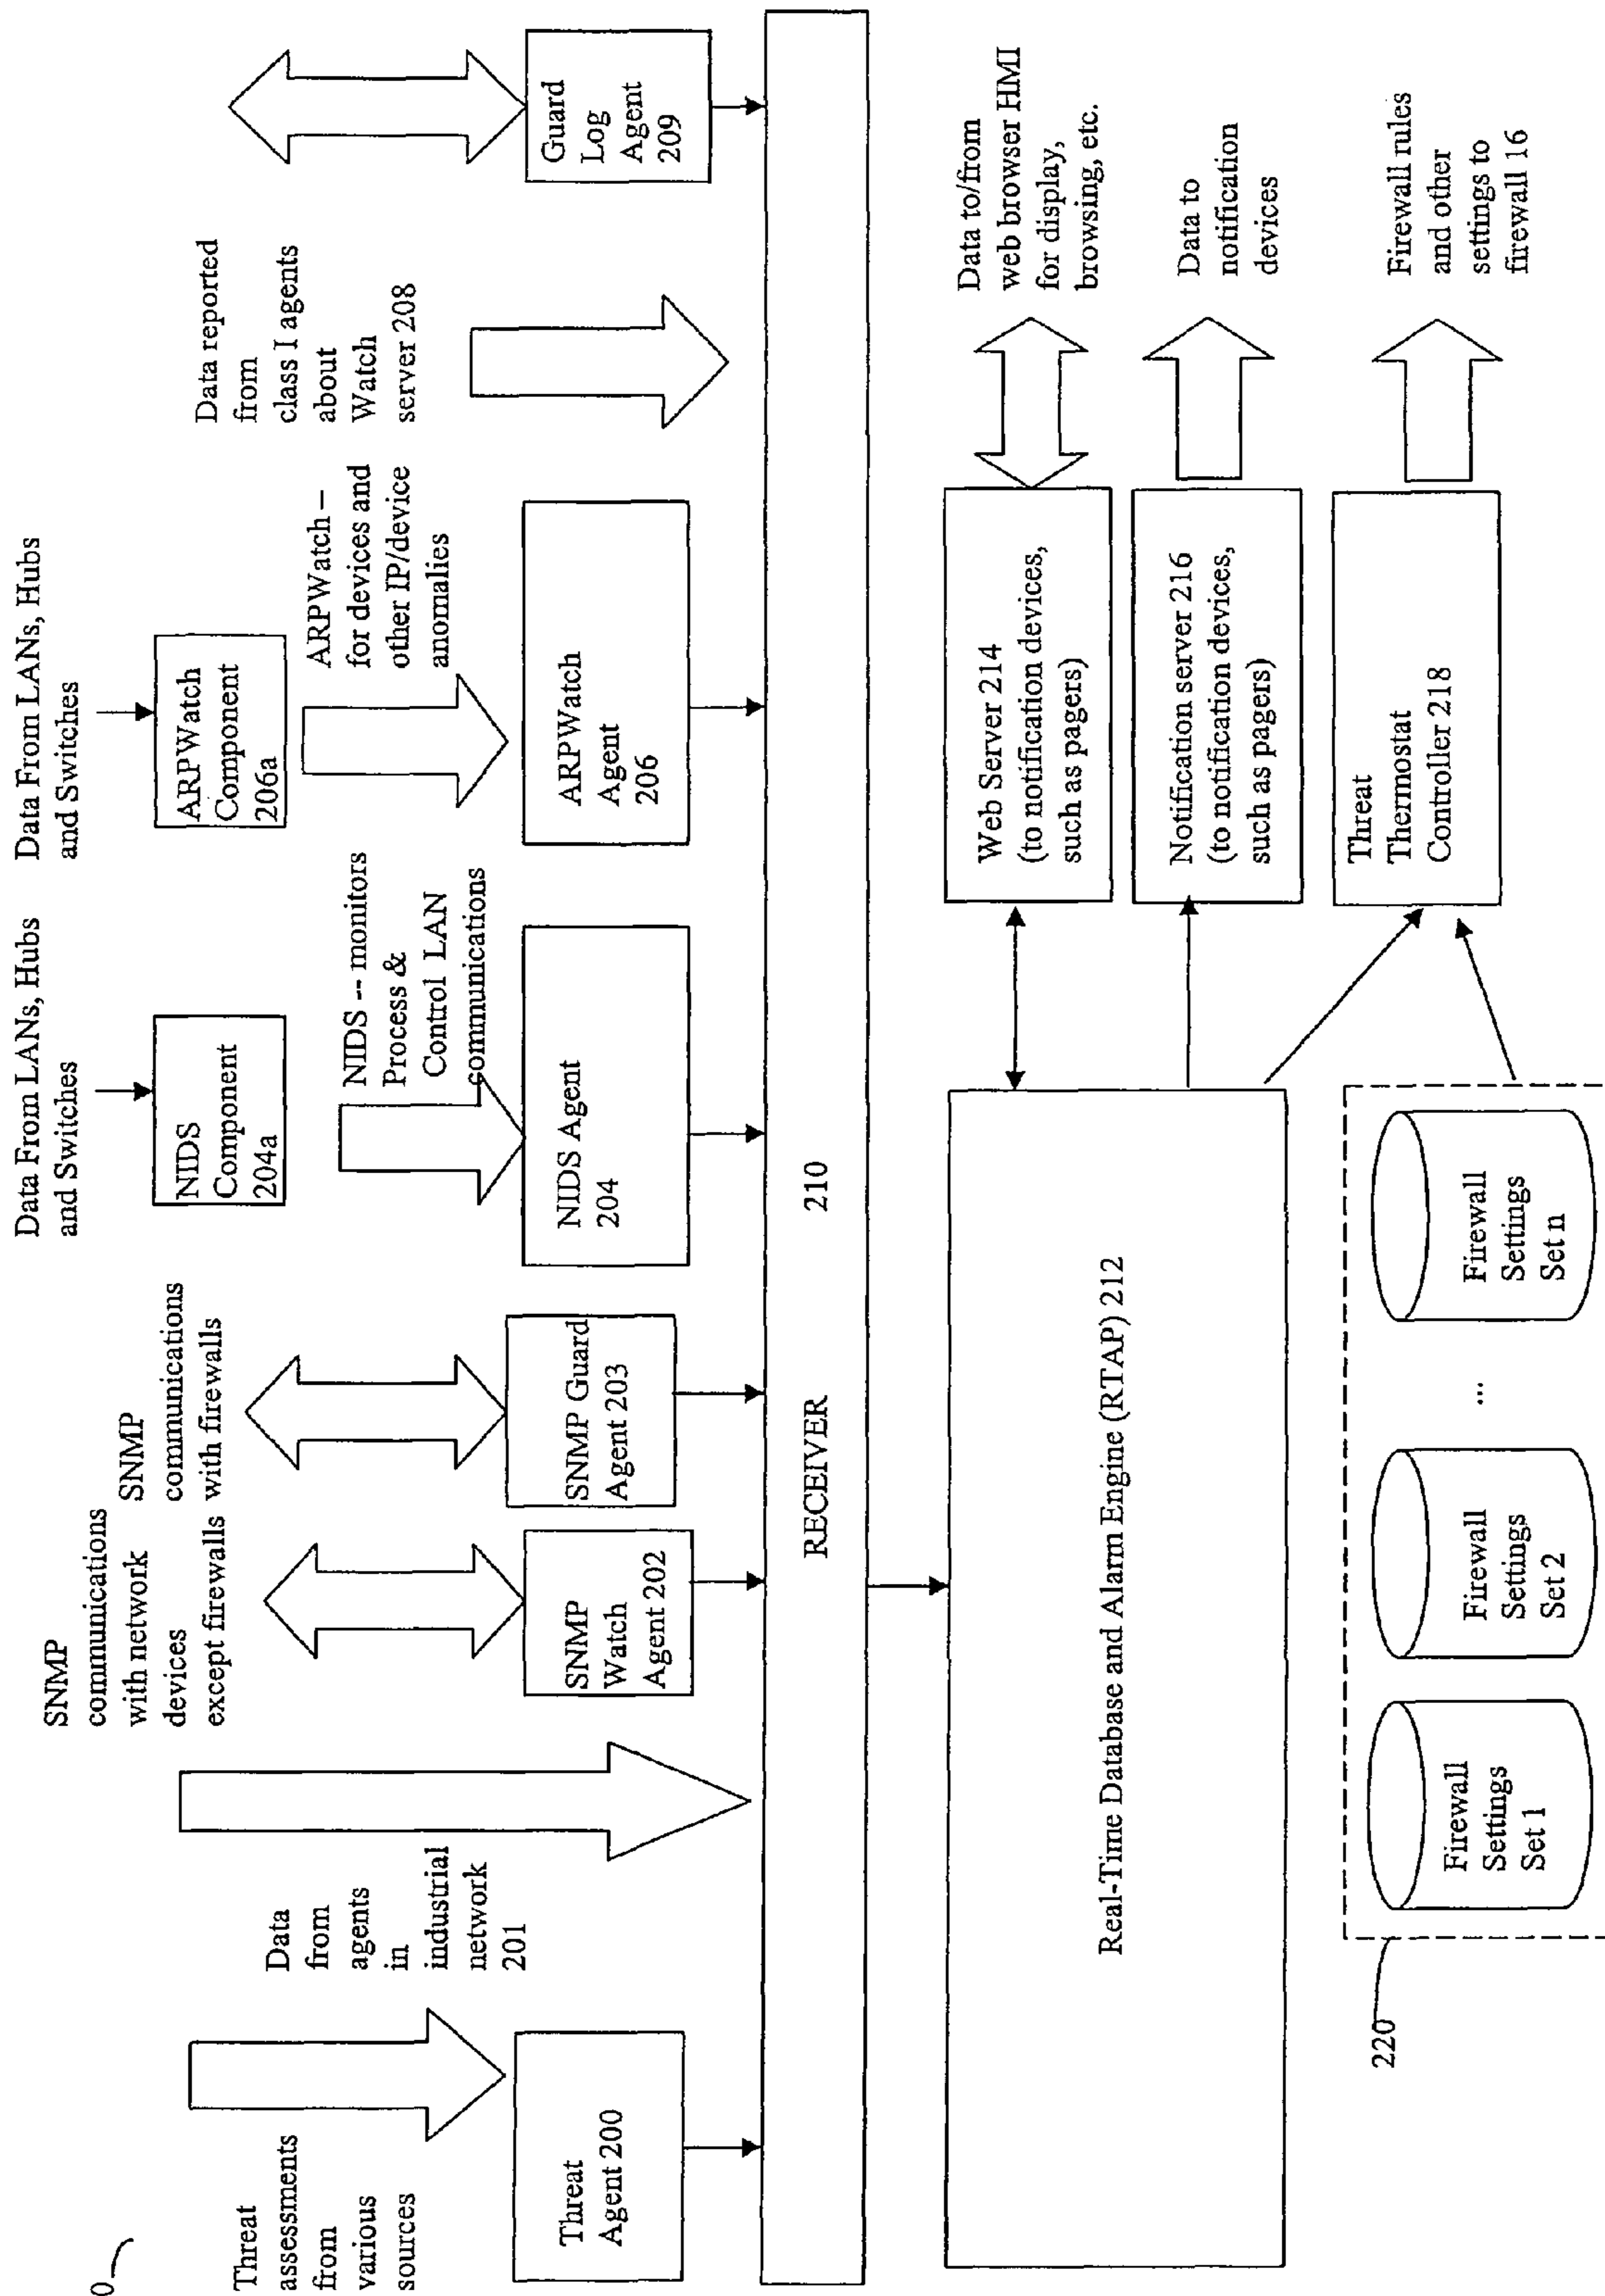 0
Threat
assessments
from
various
sources
Data
from
agents
in
industrial
network
201
SNMP
communications
with network
devices
except firewalls
SNMP
communications
with firewalls
Data From LANs, Hubs
and Switches
NIDS
Component
204a
NIDS -- monitors
Process &
Control LAN
communications
Data From LANs, Hubs
and Switches
ARPWatch
Component
206a
ARPWatch –
for devices and
other IP/device
anomalies
Data reported
from
class I agents
about
Watch
server 208
Threat
Agent 200
SNMP
Watch
Agent 202
SNMP Guard
Agent 203
NIDS Agent
204
ARPWatch
Agent
206
Guard
Log
Agent
209
RECEIVER 210
Real-Time Database and Alarm Engine (RTAP) 212
Web Server 214
(to notification devices,
such as pagers)
Data to/from
web browser HMI
for display,
browsing, etc.
Notification server 216
(to notification devices,
such as pagers)
Data to
notification
devices
Threat
Thermostat
Controller 218
Firewall rules
and other
settings to
firewall 16
220
Firewall
Settings
Set 1
Firewall
Settings
Set 2
...
Firewall
Settings
Set n